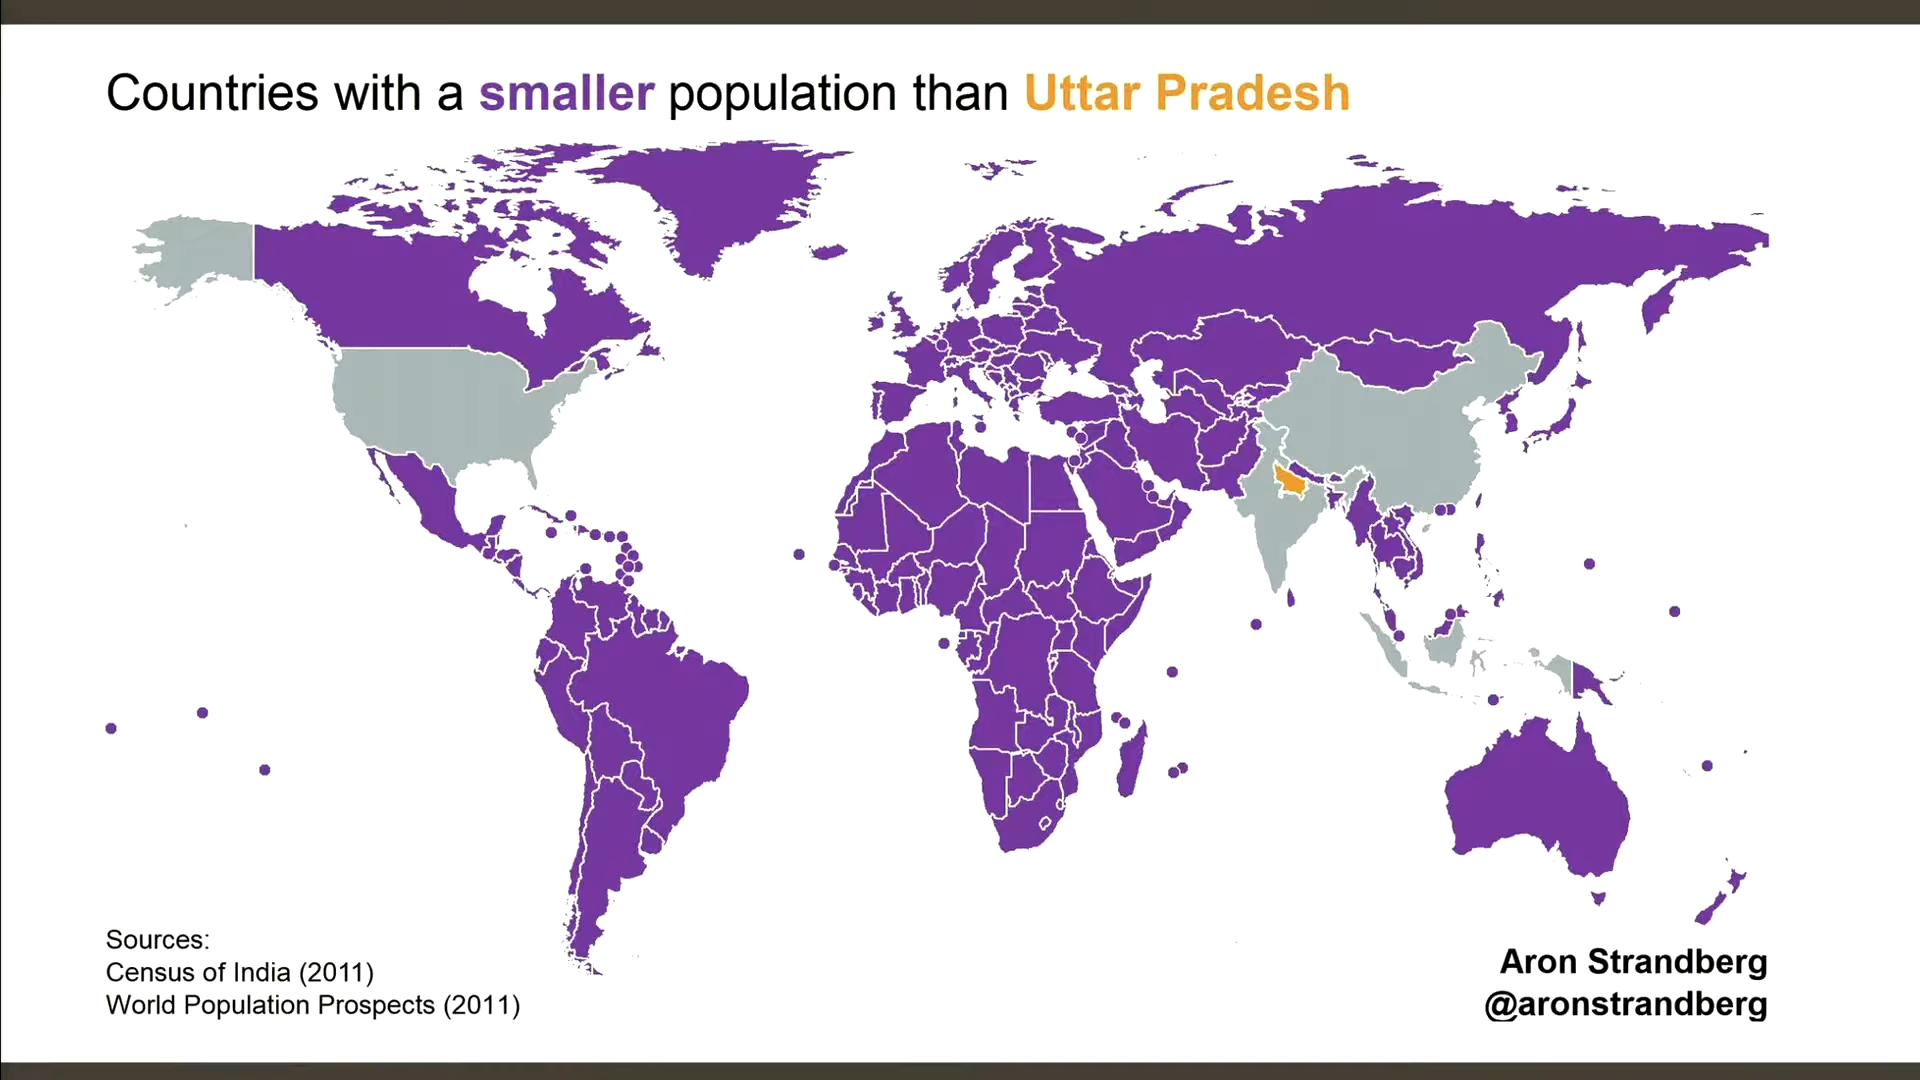 Countries with a smaller population than Uttar Pradesh
Sources:
Census of India (2011)
World Population Prospects (2011)
Aron Strandberg
@aronstrandberg